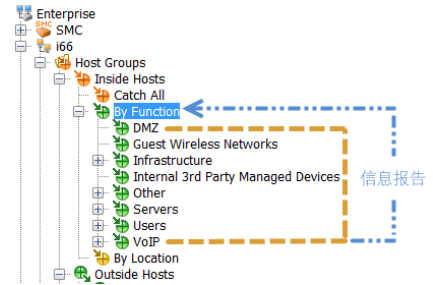 Enterprise
SMC
i66
Host Groups
Inside Hosts
Catch All
By Function
DMZ
Guest Wireless Networks
Infrastructure
Internal 3rd Party Managed Devices
信息报告
Other
Servers
Users
VoIP
By Location
Outside Hosts